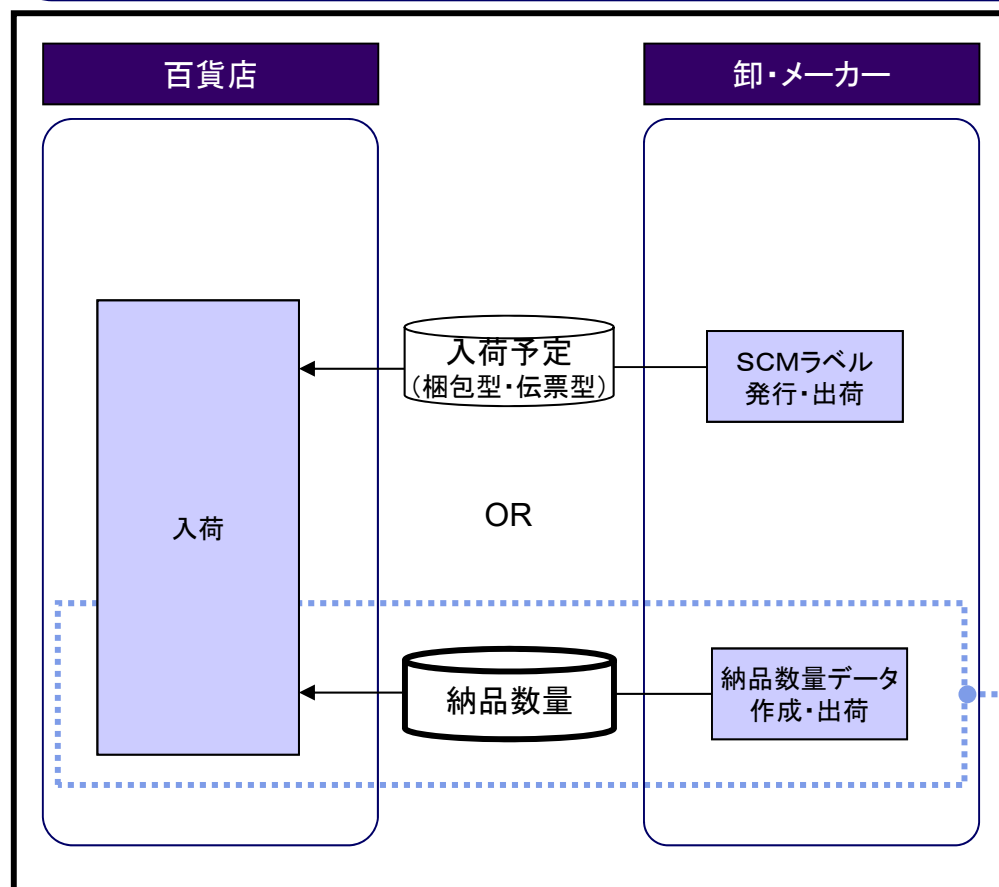 百貨店
卸・メーカー
入荷予定
（梱包型・伝票型）
SCMラベル
発行・出荷
入荷
OR
納品数量
納品数量データ
作成・出荷